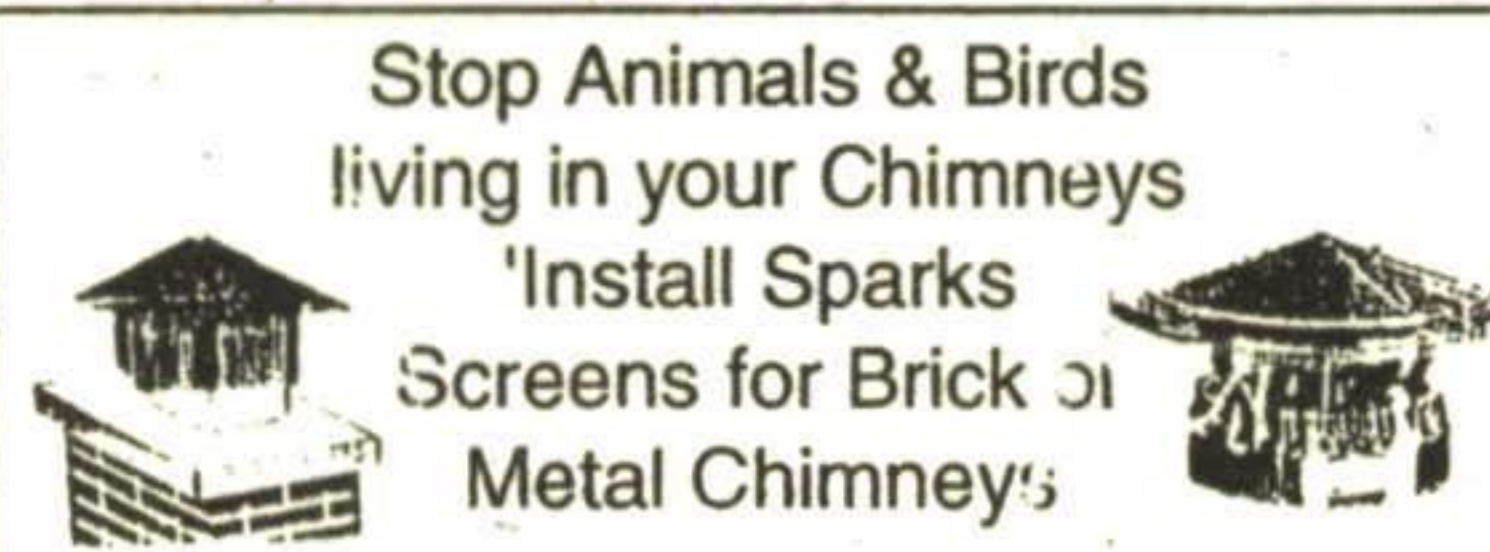 Stop Animals & Birds
living in your Chimneys
'Install Sparks
Screens for Brick or
Metal Chimneys